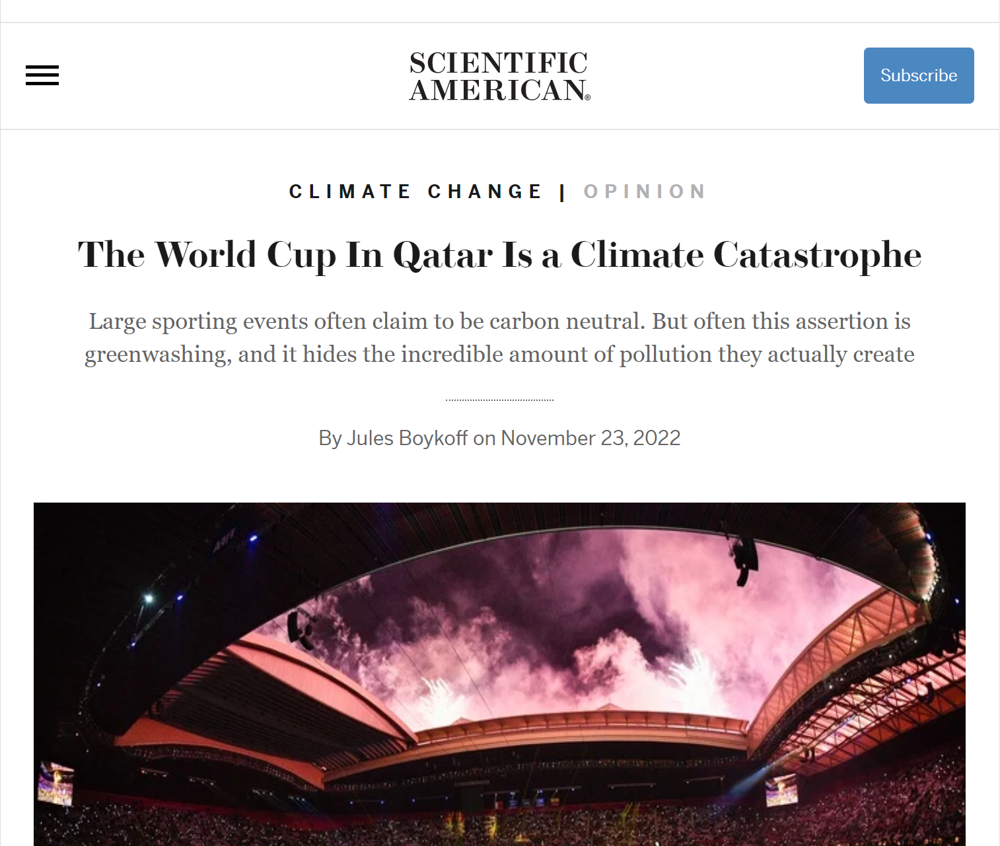 SCIENTIFIC
AMERICAN®
Subscribe
CLIMATE CHANGE | OPINION
The World Cup In Qatar Is a Climate Catastrophe
Large sporting events often claim to be carbon neutral. But often this assertion is
greenwashing, and it hides the incredible amount of pollution they actually create
By Jules Boykoff on November 23, 2022